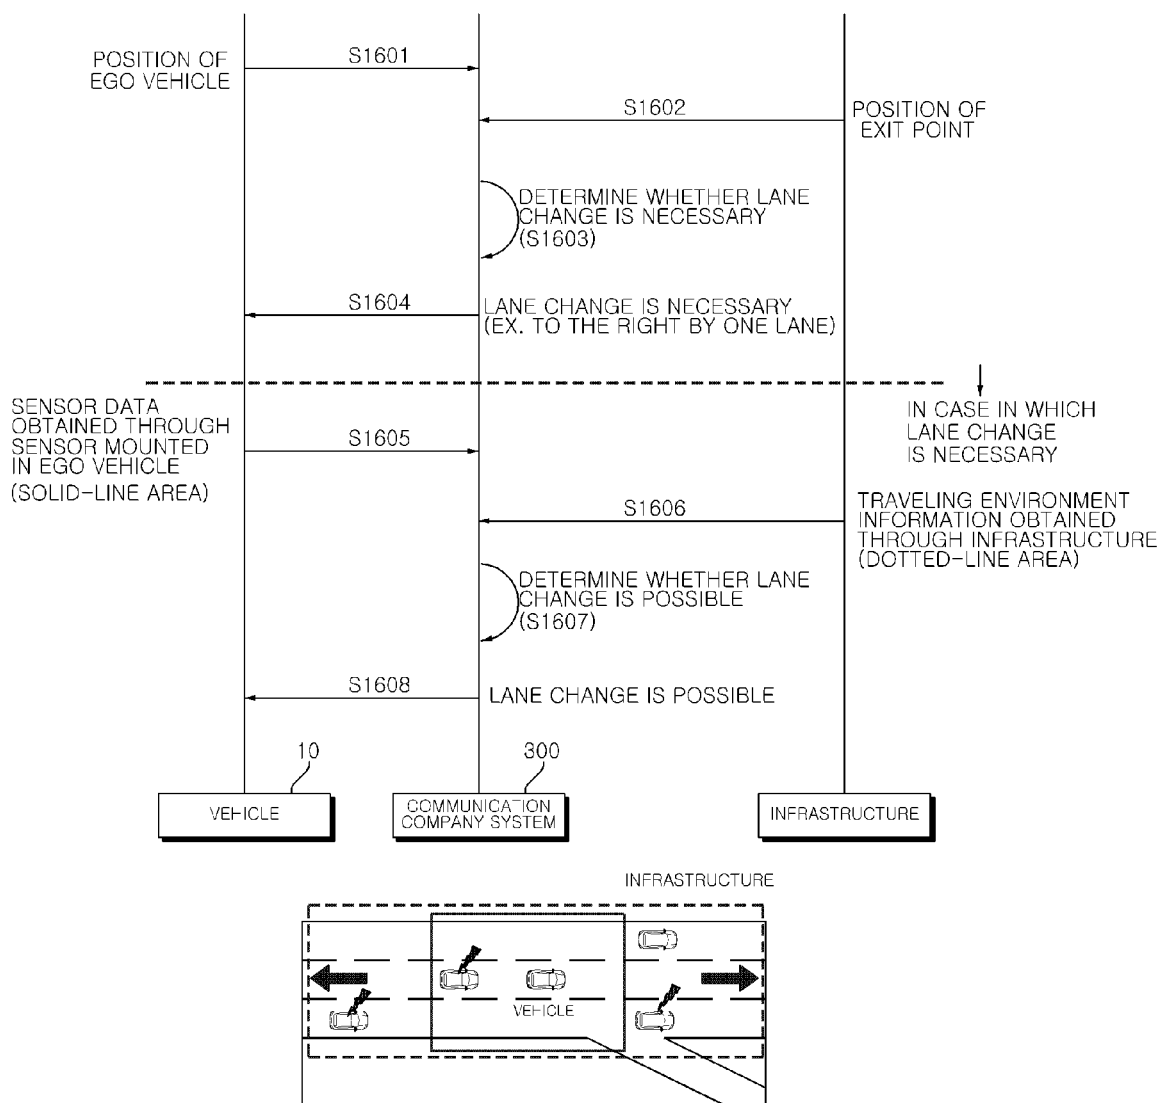 POSITION OF
EGO VEHICLE
S1601
S1602
POSITION OF
EXIT POINT
DETERMINE WHETHER LANE
CHANGE IS NECESSARY
(S1603)
S1604
LANE CHANGE IS NECESSARY
(EX. TO THE RIGHT BY ONE LANE)
SENSOR DATA
OBTAINED THROUGH
SENSOR MOUNTED
IN EGO VEHICLE
(SOLID-LINE AREA)
S1605
IN CASE IN WHICH
LANE CHANGE
IS NECESSARY
S1606
TRAVELING ENVIRONMENT
INFORMATION OBTAINED
THROUGH INFRASTRUCTURE
(DOTTED-LINE AREA)
DETERMINE WHETHER LANE
CHANGE IS POSSIBLE
(S1607)
S1608
LANE CHANGE IS POSSIBLE
10
300
VEHICLE
COMMUNICATION
COMPANY SYSTEM
INFRASTRUCTURE
INFRASTRUCTURE
VEHICLE